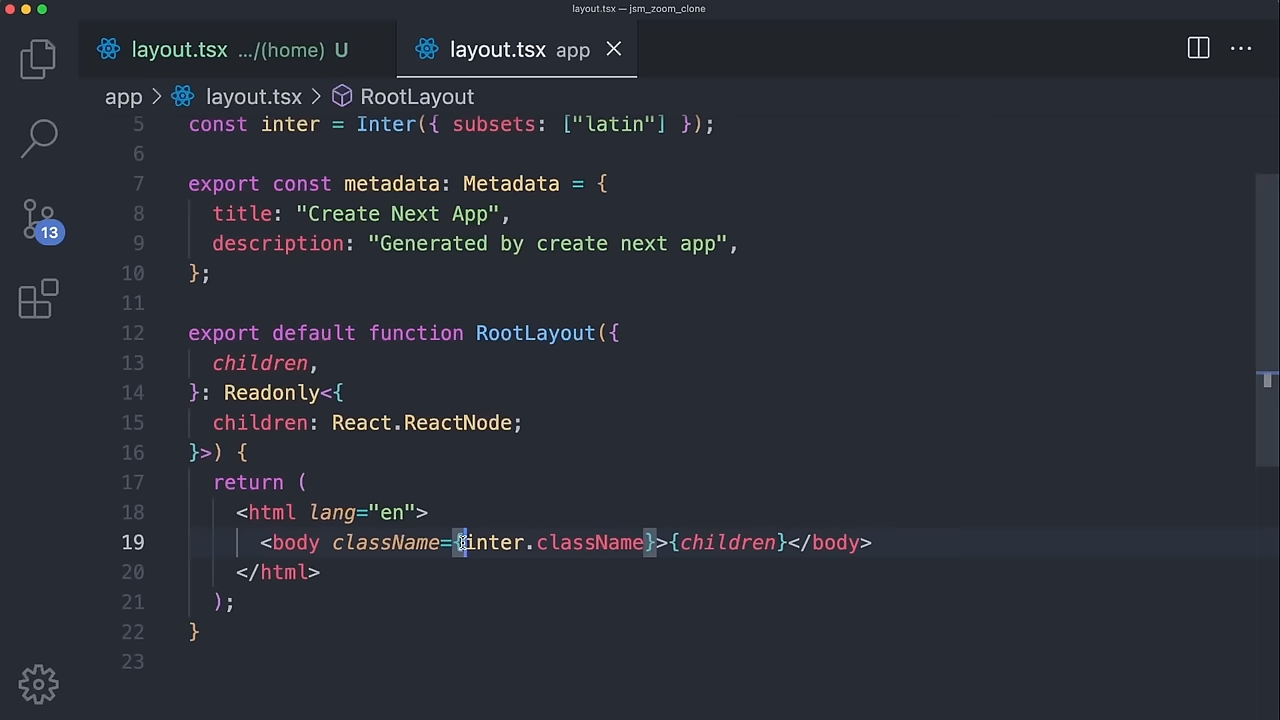 layout.tsx — jsm_zoom_clone
layout.tsx .../(home) U
layout.tsx app
app > layout.tsx > RootLayout
13
5 const inter = Inter({ subsets: ["latin"] });
6
7 export const metadata: Metadata = {
8 title: "Create Next App",
9 description: "Generated by create next app",
10 };
11
12 export default function RootLayout({
13 children,
14 }: Readonly<{
15 children: React.ReactNode;
16 }>) {
17 return (
18 <html lang="en">
19 <body className={inter.className}>{children}</body>
20 </html>
21 );
22 }
23